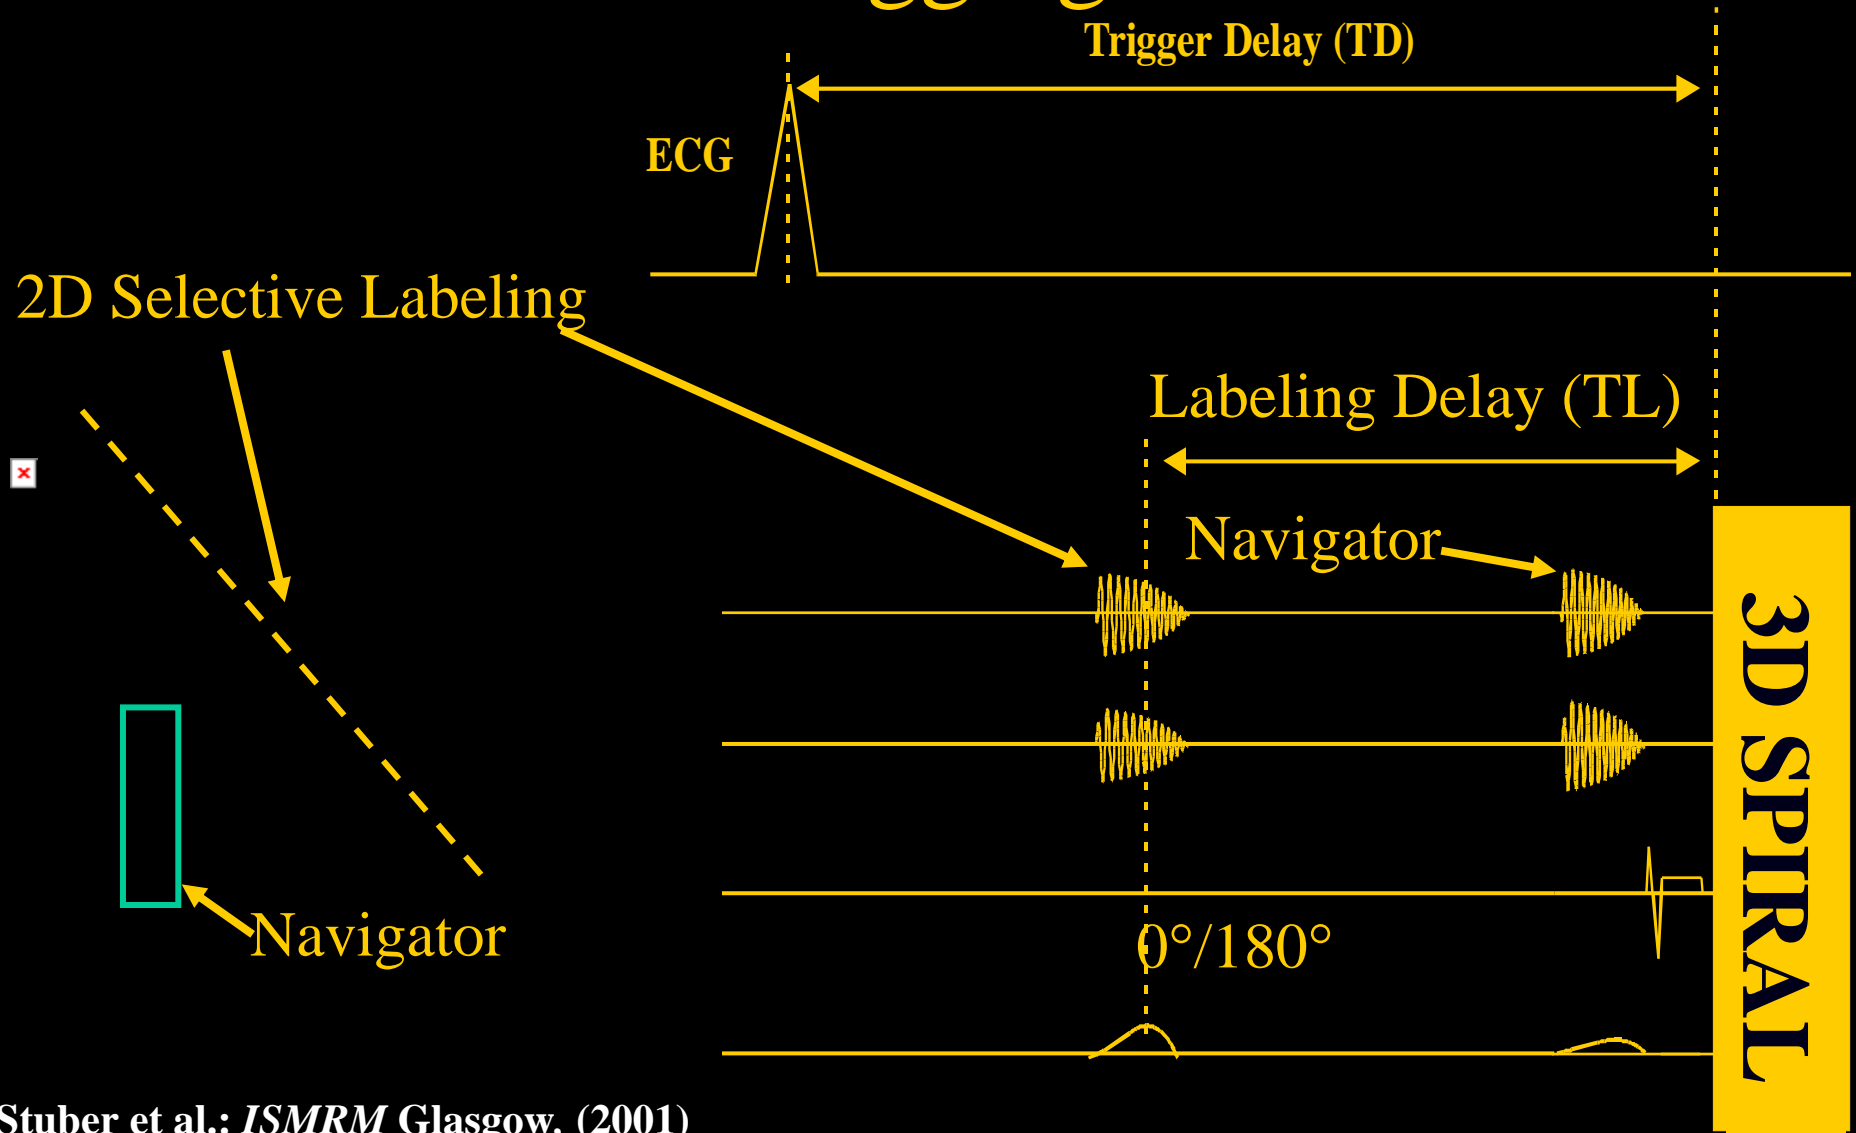 Trigger Delay (TD)
ECG
2D Selective Labeling
Labeling Delay (TL)
Navigator
3D SPIRAL
Navigator
0°/180°
Stuber et al.: ISMRM Glasgow, (2001)